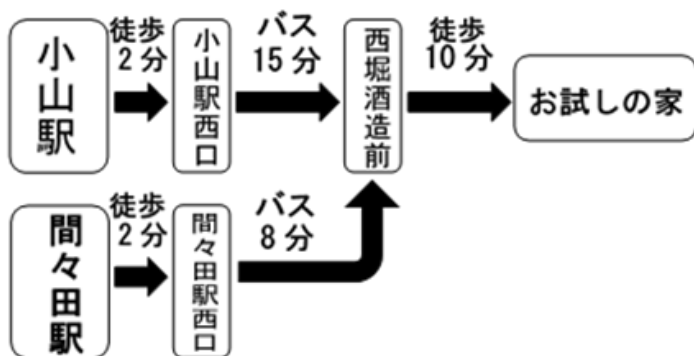 小山駅
徒歩
2分
小山駅西口
バス
15分
西堀酒造前
徒歩
10分
お試しの家
間々田駅
徒歩
2分
間々田駅西口
バス
8分